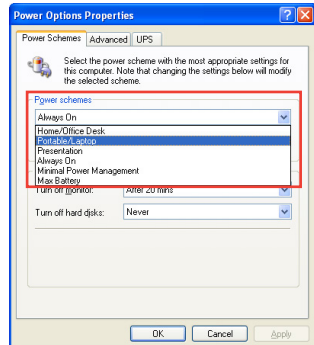 Power Options Properties
Power Schemes Advanced UPS
Select the power scheme with the most appropriate settings for
this computer. Note that changing the settings below will modify
the selected scheme.
Power schemes
Always On
Home/Office Desk
Portable/Laptop
Presentation
Always On
Minimal Power Management
Max Battery
Turn off monitor: After 20 mins
Turn off hard disks: Never
OK Cancel Apply